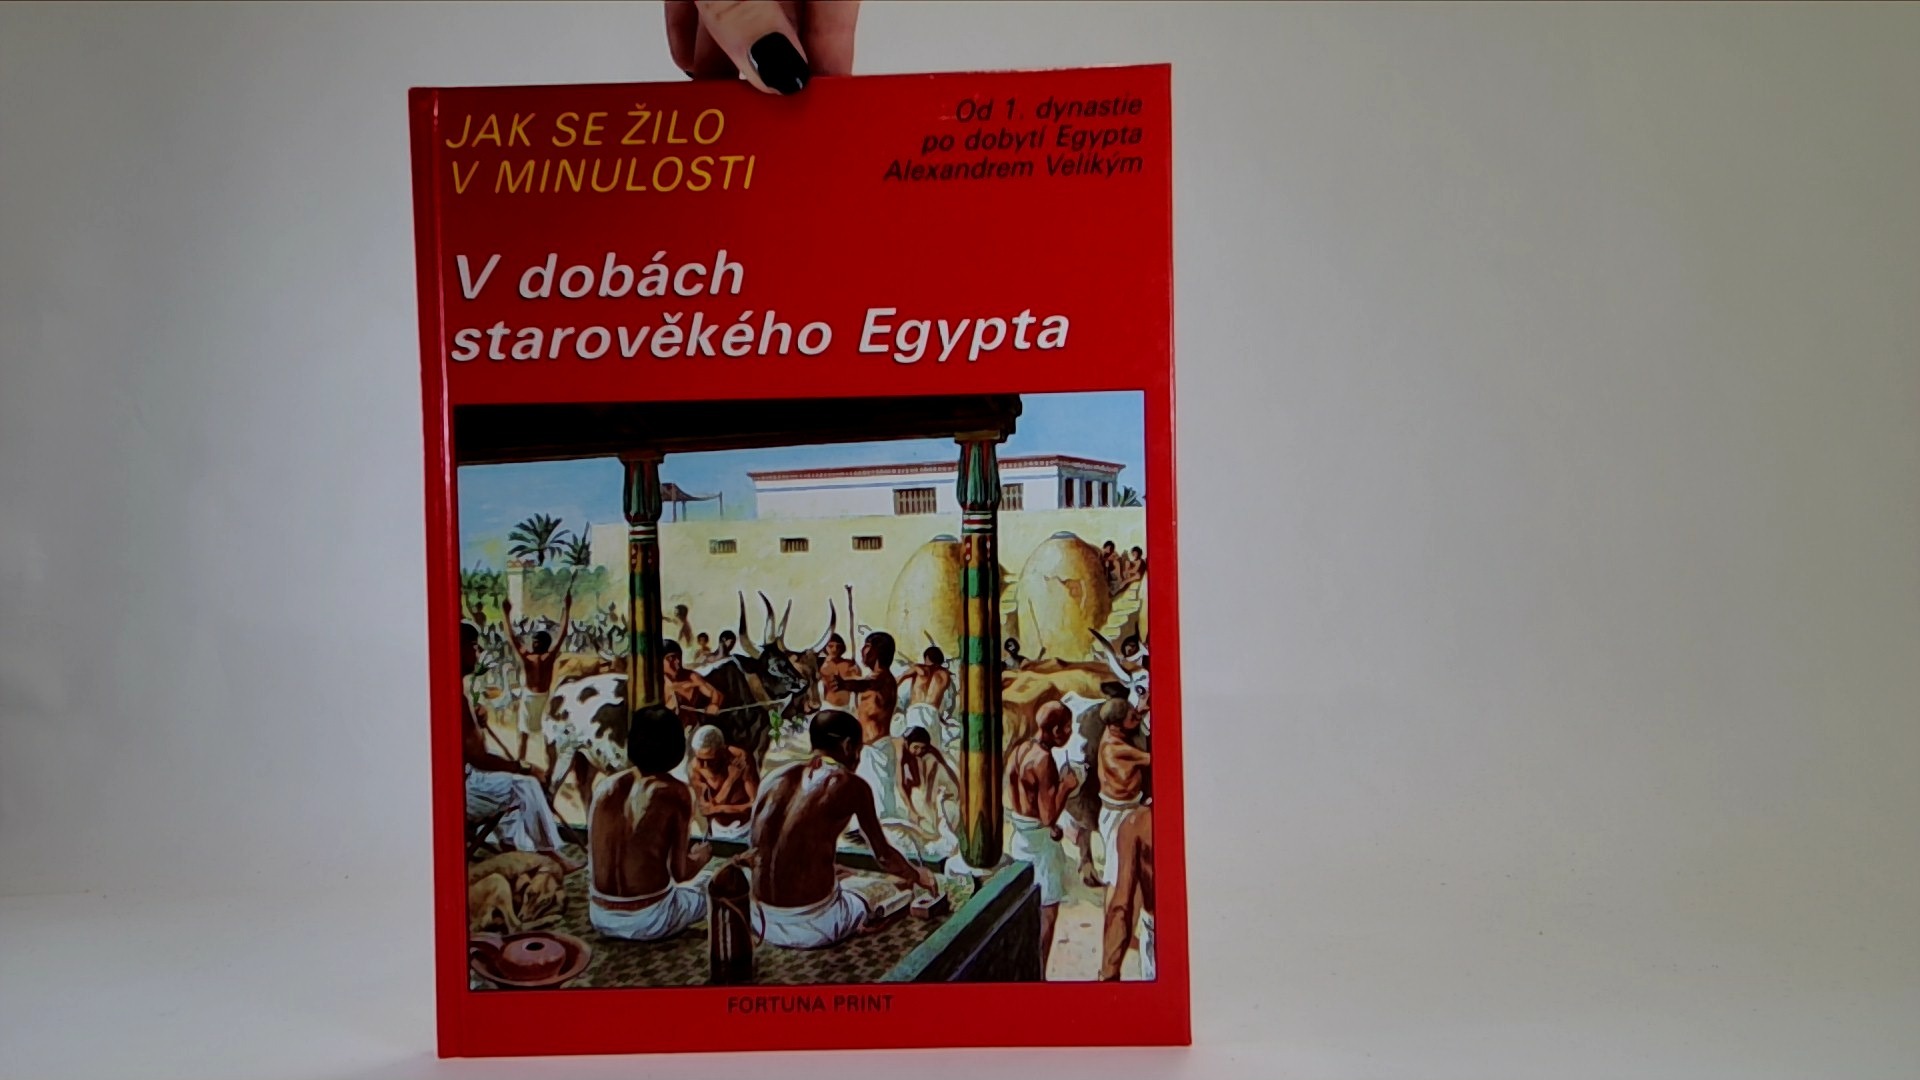 JAK SE ŽILO
V MINULOSTI
Od 1. dynastie
po dobytí Egypta
Alexandrem Velikým
V dobách
starověkého Egypta
FORTUNA PRINT